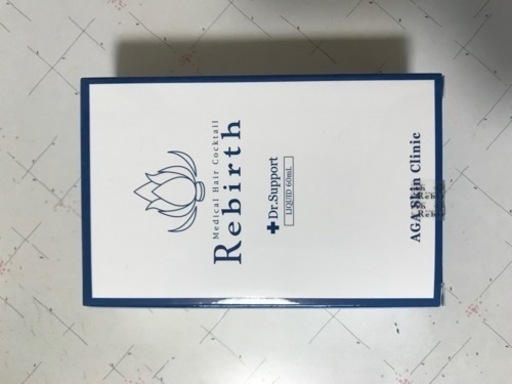 Medical Hair Cocktail
Rebirth
Dr.Support
LIQUID 60mL
AGA Skin Clinic